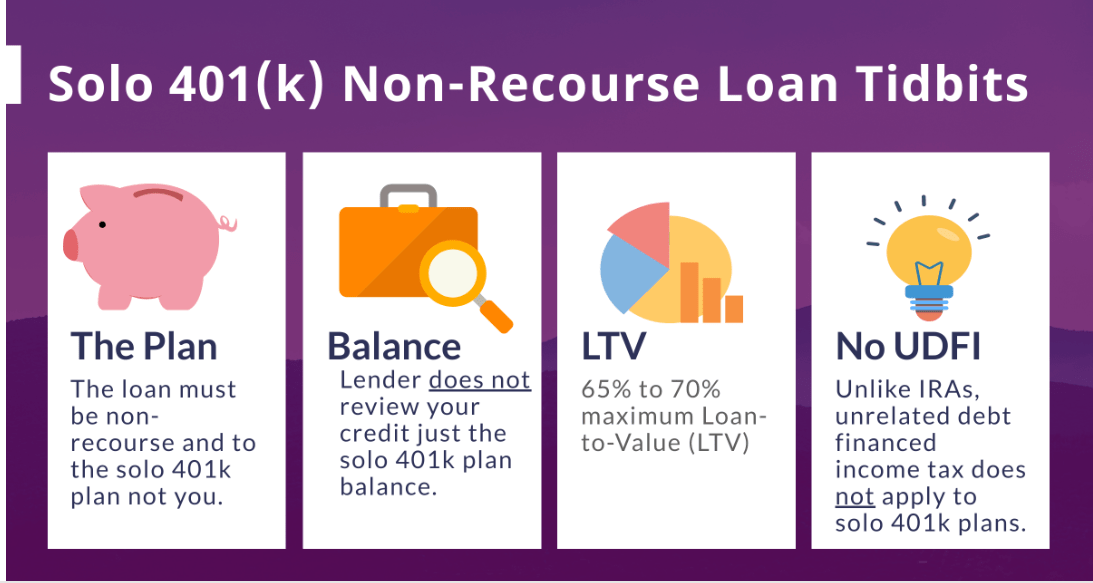 Solo 401(k) Non-Recourse Loan Tidbits
The Plan
The loan must
be non-
recourse and to
the solo 401k
plan not you.
Balance
Lender does not
review your
credit just the
solo 401k plan
balance.
LTV
65% to 70%
maximum Loan-
to-Value (LTV)
No UDFI
Unlike IRAs,
unrelated debt
financed
income tax does
not apply to
solo 401k plans.